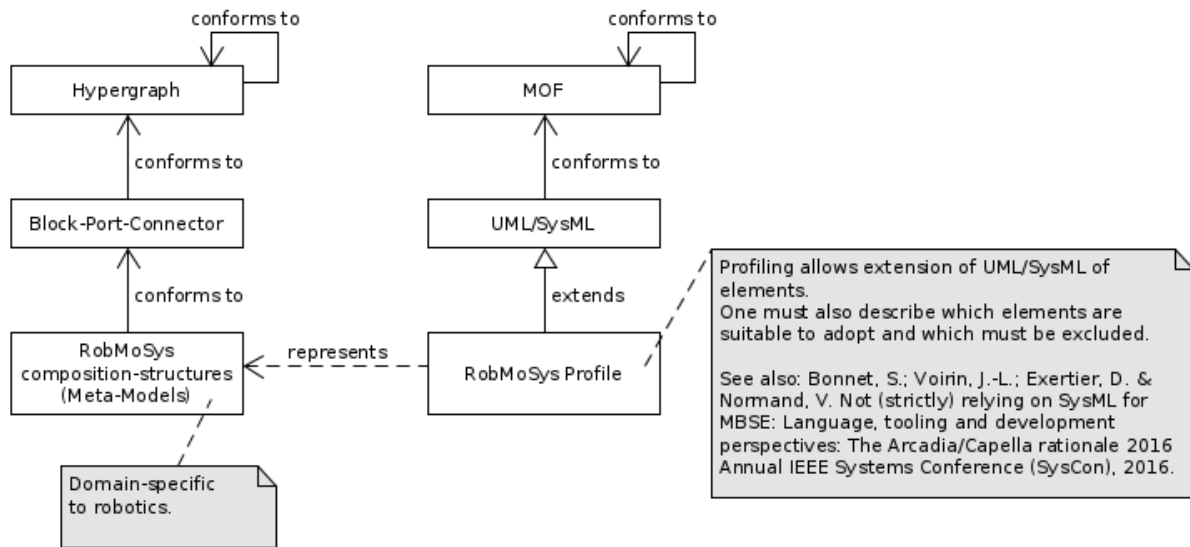 conforms to
conforms to
Hypergraph
MOF
conforms to
conforms to
Block-Port-Connector
UML/SysML
conforms to
extends
RobMoSys
composition-structures
(Meta-Models)
represents
RobMoSys Profile
Profiling allows extension of UML/SysML of
elements.
One must also describe which elements are
suitable to adopt and which must be excluded.
See also: Bonnet, S.; Voirin, J.-L.; Exertier, D. &
Normand, V. Not (strictly) relying on SysML for
MBSE: Language, tooling and development
perspectives: The Arcadia/Capella rationale 2016
Annual IEEE Systems Conference (SysCon), 2016.
Domain-specific
to robotics.